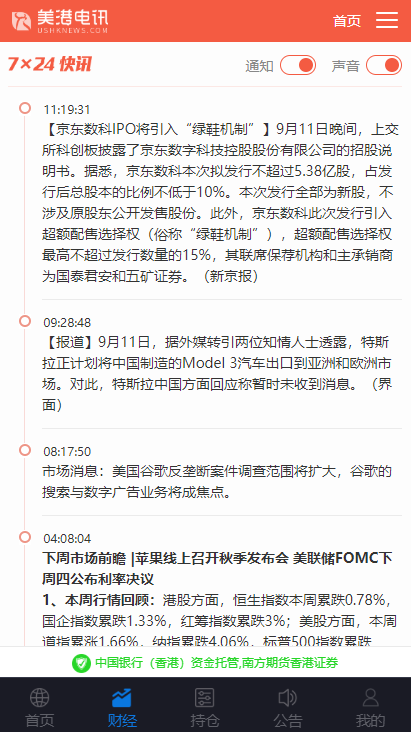 美港电讯
USHKNEWS.COM
首页
7×24 快讯
通知
声音
11:19:31
【京东数科IPO将引入“绿鞋机制”】9月11日晚间，上交
所科创板披露了京东数字科技控股股份有限公司的招股说
明书。据悉，京东数科本次拟发行不超过5.38亿股，占发
行后总股本的比例不低于10%。本次发行全部为新股，不
涉及原股东公开发售股份。此外，京东数科此次发行引入
超额配售选择权（俗称“绿鞋机制”），超额配售选择权
最高不超过发行数量的15%，其联席保荐机构和主承销商
为国泰君安和五矿证券。（新京报）
09:28:48
【报道】9月11日，据外媒转引两位知情人士透露，特斯
拉正计划将中国制造的Model 3汽车出口到亚洲和欧洲市
场。对此，特斯拉中国方面回应称暂时未收到消息。（界
面）
08:17:50
市场消息：美国谷歌反垄断案件调查范围将扩大，谷歌的
搜索与数字广告业务将成焦点。
04:08:04
下周市场前瞻 |苹果线上召开秋季发布会 美联储FOMC下
周四公布利率决议
1、本周行情回顾：港股方面，恒生指数本周累跌0.78%，
国企指数累跌1.33%，红筹指数累跌3%；美股方面，本周
道指累涨1.66%，纳指累跌4.06%，标普500指数累跌
中国银行（香港）资金托管,南方期货香港证券
首页
财经
持仓
公告
我的